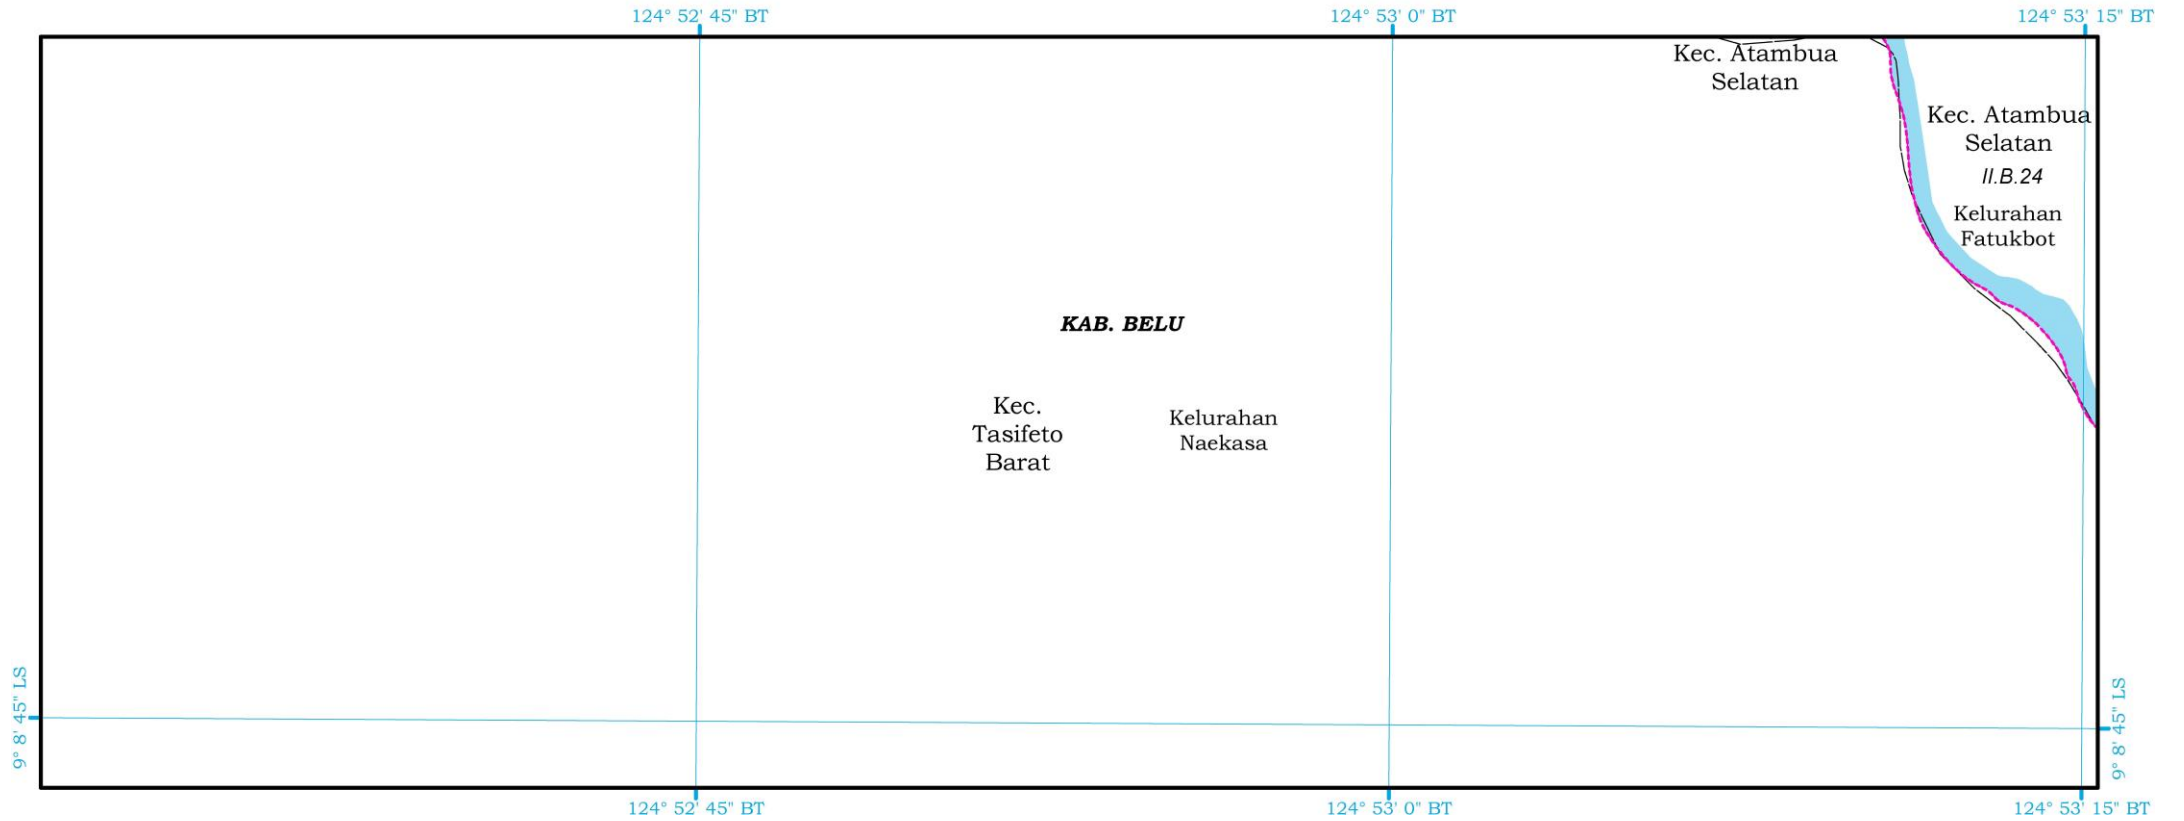 124° 52' 45" BT
124° 53' 0" BT
124° 53' 15" BT
Kec. Atambua
Selatan
Kec. Atambua
Selatan
II.B.24
Kelurahan
Fatukbot
KAB. BELU
Kec.
Tasifeto
Barat
Kelurahan
Naekasa
9° 8' 45" LS
9° 8' 45" LS
124° 52' 45" BT
124° 53' 0" BT
124° 53' 15" BT